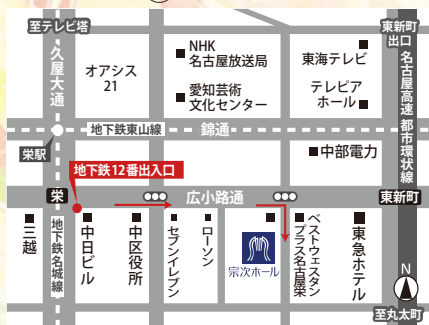 至テレビ塔
東新町
出口
久屋大通
オアシス
21
NHK
名古屋放送局
愛知芸術
文化センター
東海テレビ
テレピア
ホール
名古屋高速都市環状線
地下鉄東山線
錦通
栄駅
中部電力
地下鉄12番出入口
栄
広小路通
東新町
三越
地下鉄名城線
中日ビル
中区役所
セブンイレブン
ローソン
宗次ホール
ベストウェスタン
プラス名古屋栄
東急ホテル
N
至丸太町